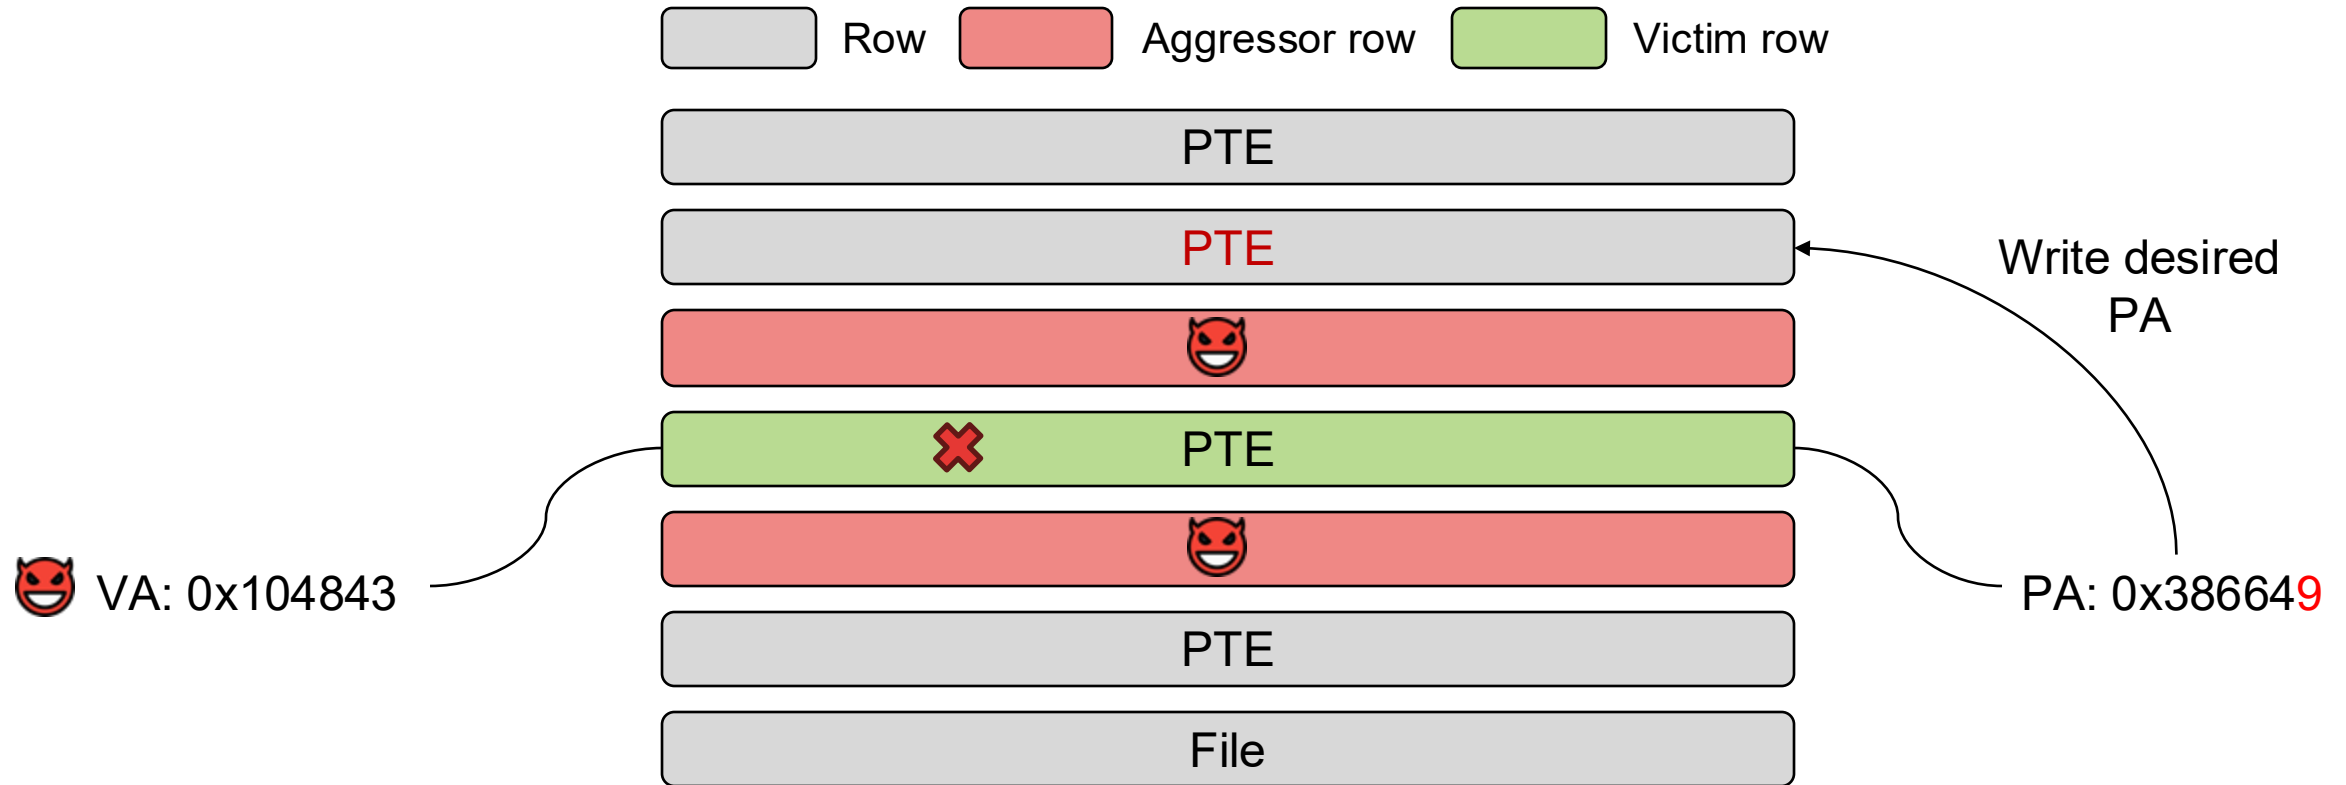 Row
Aggressor row
Victim row
PTE
PTE
Write desired
PA
PTE
VA: 0x104843
PA: 0x386649
PTE
File